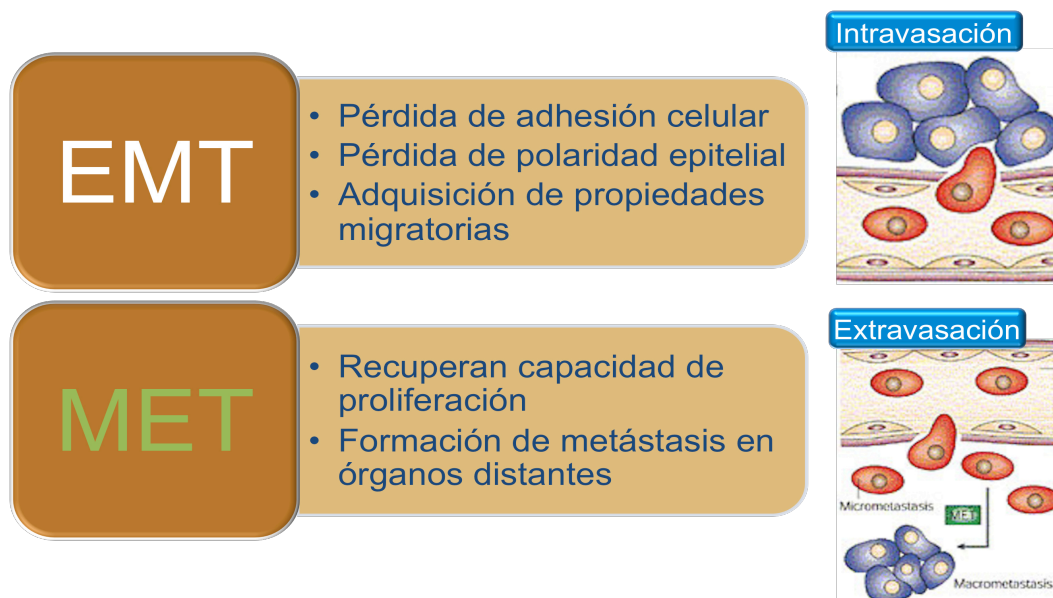 Intravasación
EMT
• Pérdida de adhesión celular
• Pérdida de polaridad epitelial
• Adquisición de propiedades
migratorias
Extravasación
MET
• Recuperan capacidad de
proliferación
• Formación de metástasis en
órganos distantes
Micrometastasis
MET
Macrometastasis